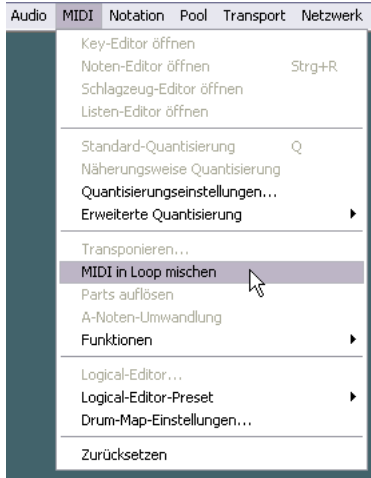 Audio MIDI Notation Pool Transport Netzwerk
Key-Editor öffnen
Noten-Editor öffnen Strg+R
Schlagzeug-Editor öffnen
Listen-Editor öffnen
Standard-Quantisierung Q
Näherungsweise Quantisierung
Quantisierungseinstellungen...
Erweiterte Quantisierung
Transponieren...
MIDI in Loop mischen
Parts auflösen
A-Noten-Umwandlung
Funktionen
Logical-Editor...
Logical-Editor-Preset
Drum-Map-Einstellungen...
Zurücksetzen